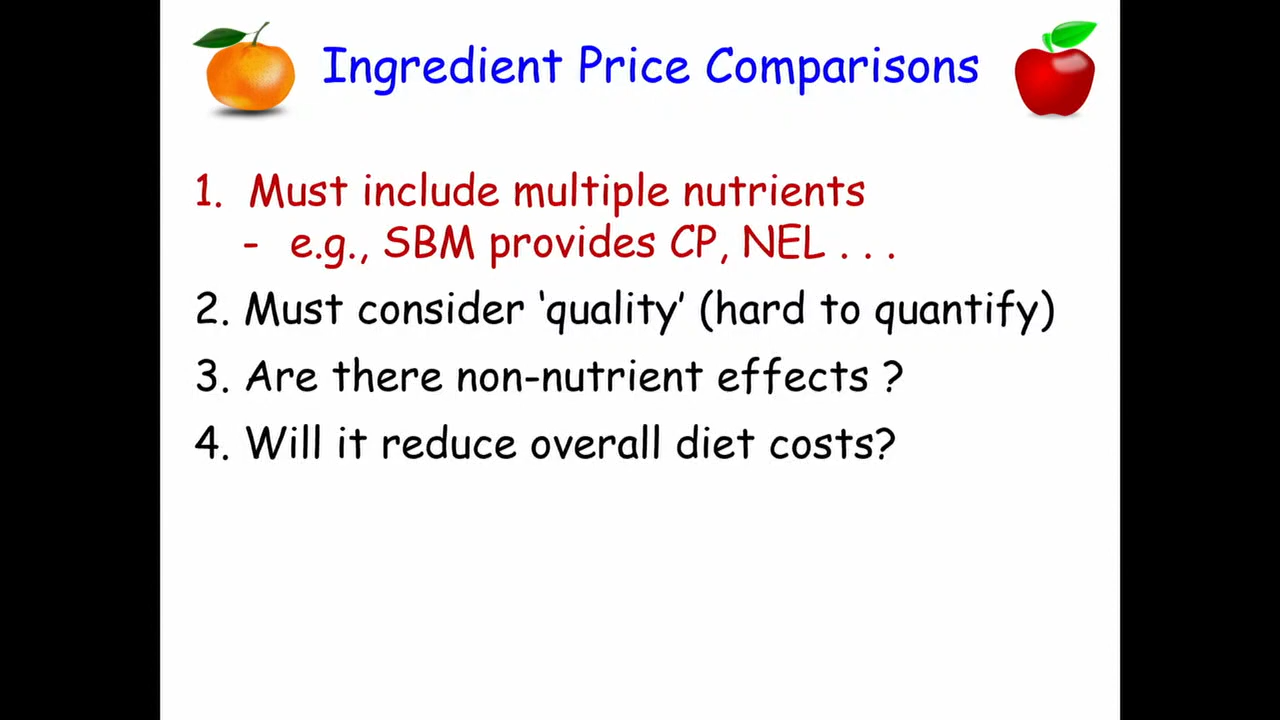 Ingredient Price Comparisons
1. Must include multiple nutrients
- e.g., SBM provides CP, NEL . . .
2. Must consider ‘quality’ (hard to quantify)
3. Are there non-nutrient effects ?
4. Will it reduce overall diet costs?